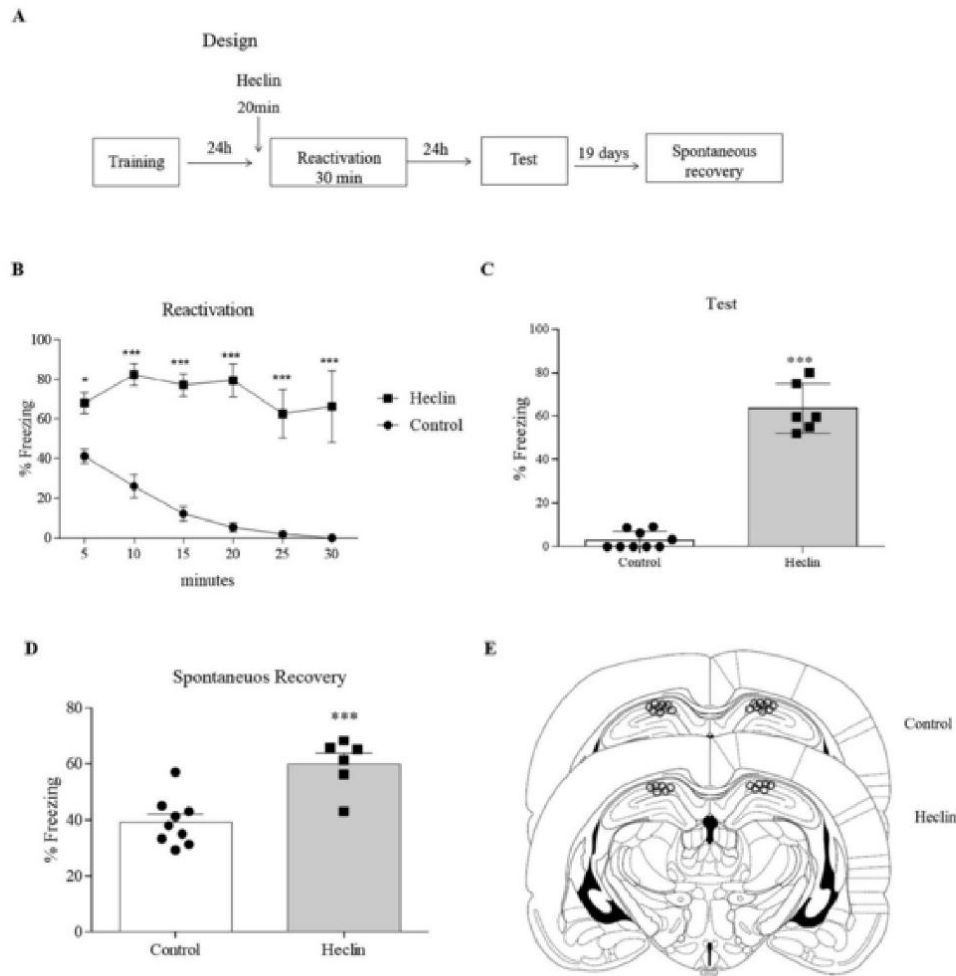 A
Design
Heclin
20min
Training
24h
Reactivation
30 min
24h
Test
19 days
Spontaneous
recovery
B
Reactivation
% Freezing
100
80
60
40
20
0
*
***
***
***
***
***
Heclin
Control
5 10 15 20 25 30
minutes
C
Test
% Freezing
100
80
60
40
20
0
***
Control Heclin
D
Spontaneuos Recovery
% Freezing
80
60
40
20
0
***
Control Heclin
E
Control
Heclin